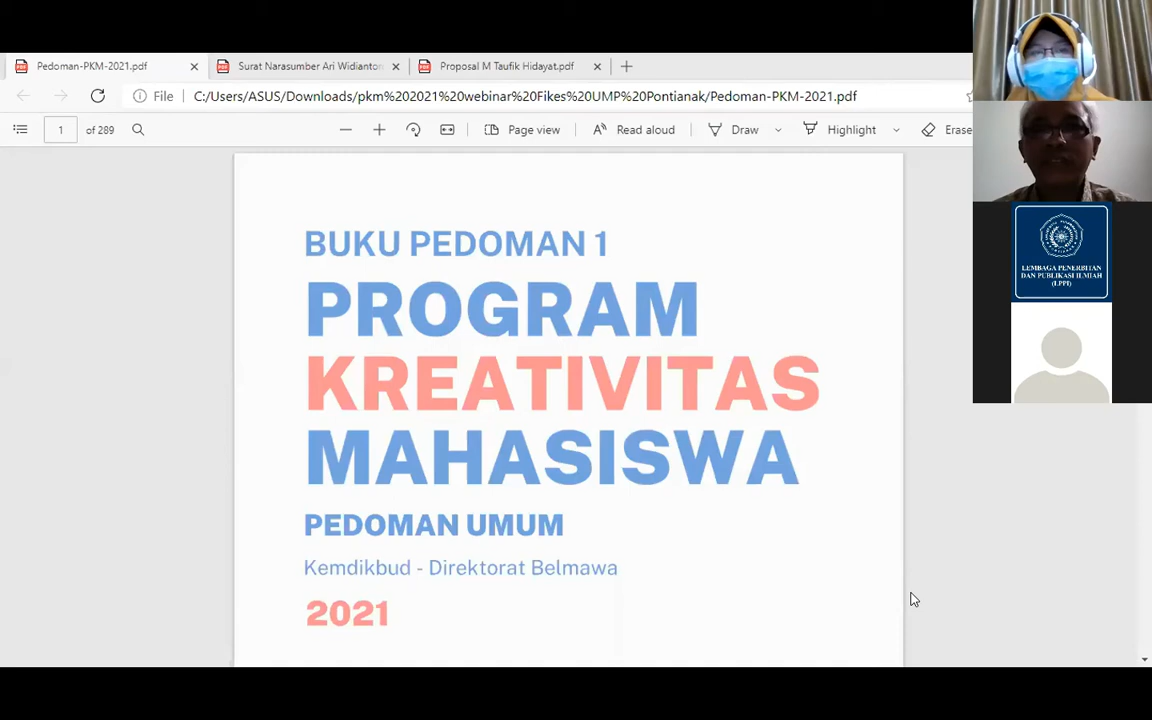 Pedoman-PKM-2021.pdf
Surat Narasumber Ari Widianton
Proposal M Taufik Hidayat.pdf
File
C:/Users/ASUS/Downloads/pkm%202021%20webinar%20Fikes%20UMP%20Pontianak/Pedoman-PKM-2021.pdf
1 of 289
Page view
Read aloud
Draw
Highlight
Erase
BUKU PEDOMAN 1
PROGRAM
KREATIVITAS
MAHASISWA
PEDOMAN UMUM
Kemdikbud - Direktorat Belmawa
2021
LEMBAGA PENERBITAN
DAN PUBLIKASI ILMIAH
(LPPI)